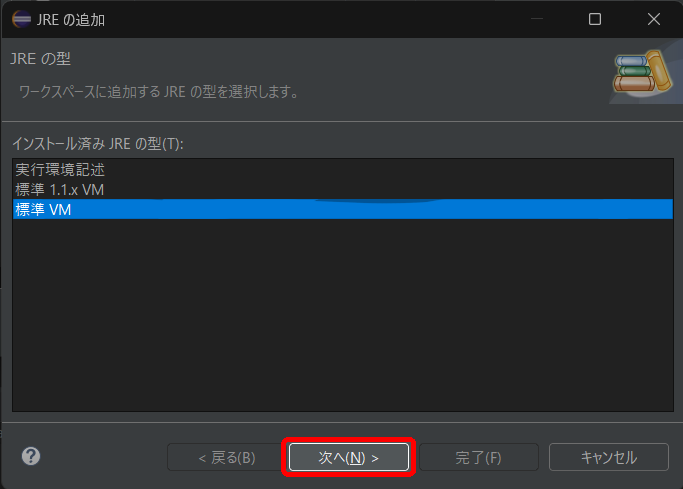 JRE の追加
JRE の型
ワークスペースに追加する JRE の型を選択します。
インストール済み JRE の型(T):
実行環境記述
標準 1.1.x VM
標準 VM
?
< 戻る(B)
次へ(N) >
完了(F)
キャンセル